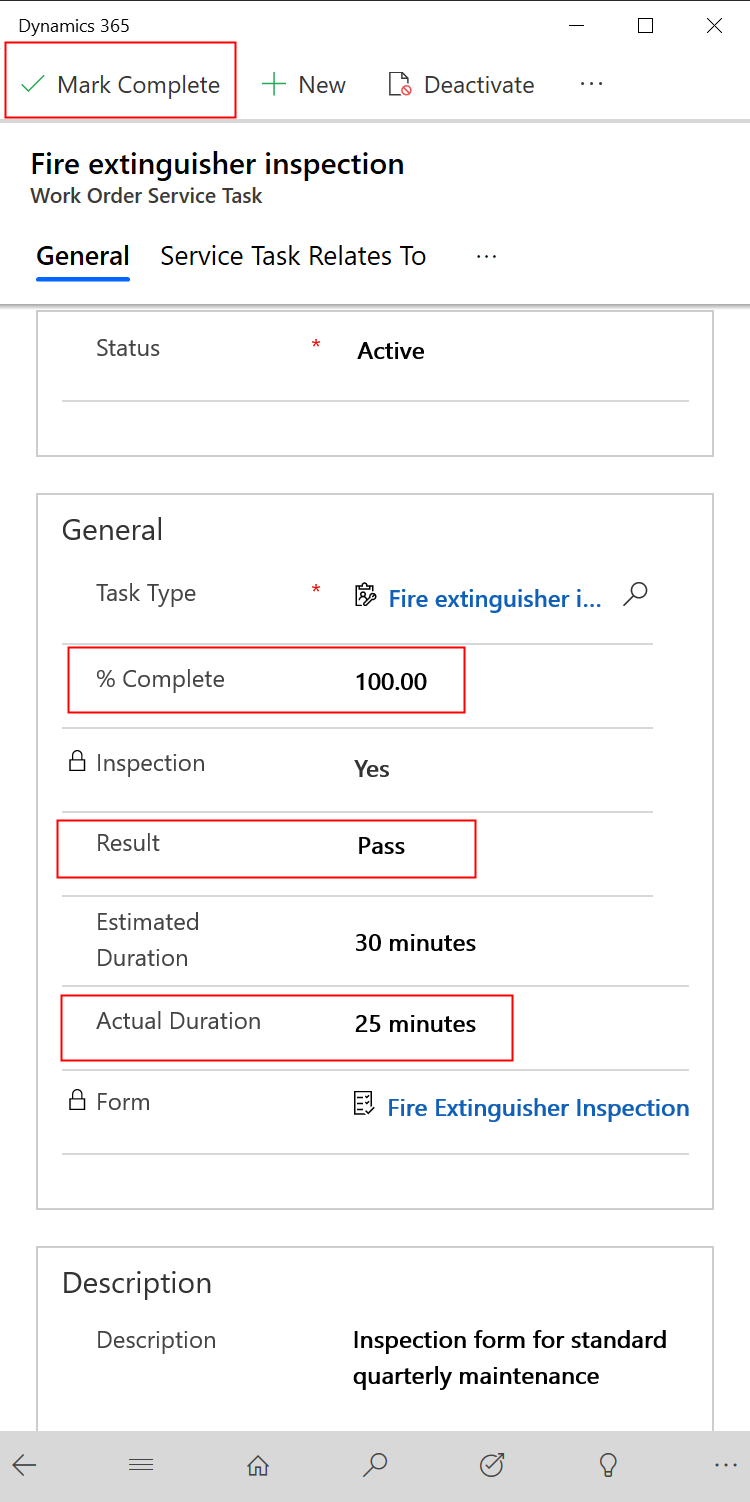 Dynamics 365
Mark Complete
New
Deactivate
...
Fire extinguisher inspection
Work Order Service Task
General
Service Task Relates To
...
Status * Active
General
Task Type * Fire extinguisher i...
% Complete 100.00
Inspection Yes
Result Pass
Estimated
Duration
30 minutes
Actual Duration 25 minutes
Form Fire Extinguisher Inspection
Description
Description Inspection form for standard
quarterly maintenance
...